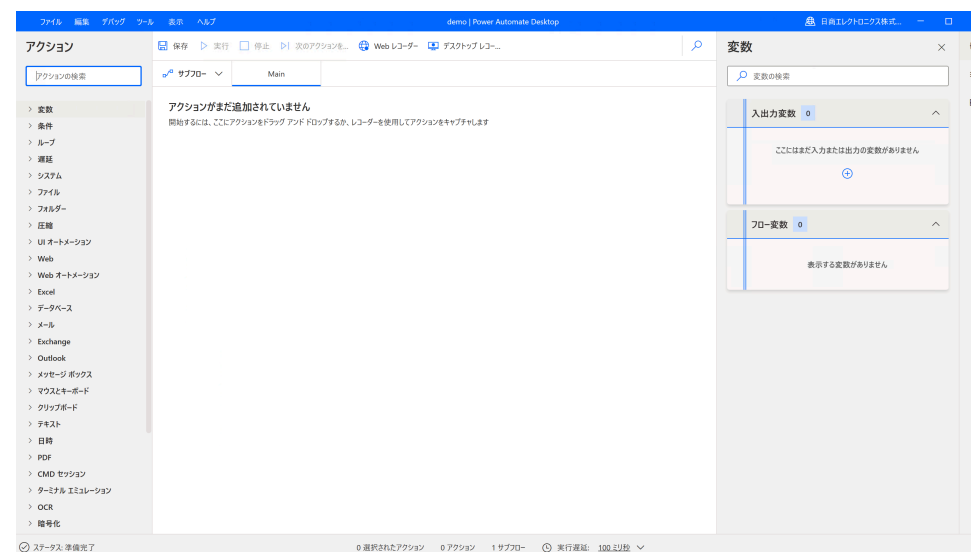 ファイル 編集 デバッグ ツール 表示 ヘルプ
demo | Power Automate Desktop
日商エレクトロニクス株式...
アクション
アクションの検索
変数
条件
ループ
遅延
システム
ファイル
フォルダー
圧縮
UI オートメーション
Web
Web オートメーション
Excel
データベース
メール
Exchange
Outlook
メッセージ ボックス
マウスとキーボード
クリップボード
テキスト
日時
PDF
CMD セッション
ターミナル エミュレーション
OCR
暗号化
保存 実行 停止 次のアクションを... Web レコーダー デスクトップ レコー...
サブフロー Main
アクションがまだ追加されていません
開始するには、ここにアクションをドラッグ アンド ドロップするか、レコーダーを使用してアクションをキャプチャします
変数
変数の検索
入出力変数 0
ここにはまだ入力または出力の変数がありません
フロー変数 0
表示する変数がありません
ステータス: 準備完了
0 選択されたアクション 0 アクション 1 サブフロー 実行遅延: 100 ミリ秒